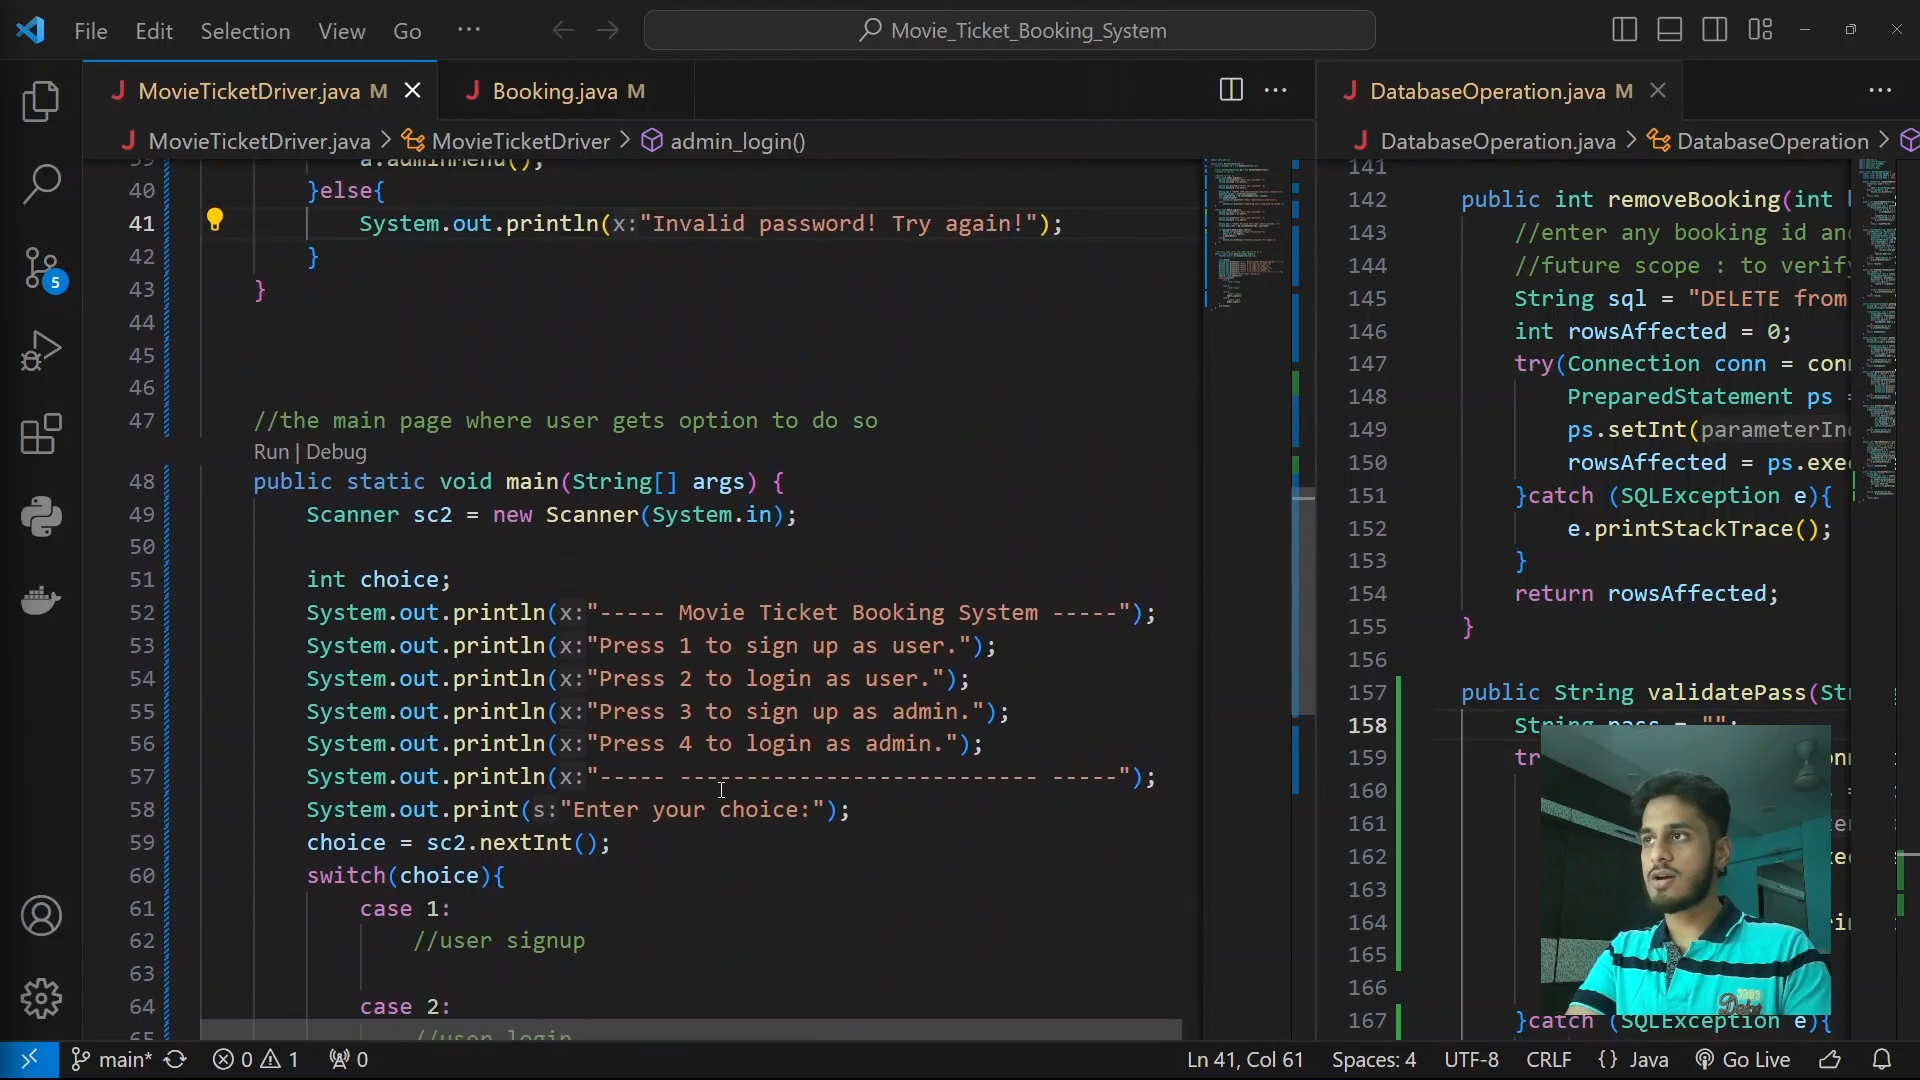 File Edit Selection View Go ··· Movie_Ticket_Booking_System
MovieTicketDriver.java M Booking.java M
MovieTicketDriver.java > MovieTicketDriver > admin_login()
39 a.adminMenu();
40 }else{
41 System.out.println(x:"Invalid password! Try again!");
42 }
43 }
44
45
46
47 //the main page where user gets option to do so
Run | Debug
48 public static void main(String[] args) {
49 Scanner sc2 = new Scanner(System.in);
50
51 int choice;
52 System.out.println(x:"----- Movie Ticket Booking System -----");
53 System.out.println(x:"Press 1 to sign up as user.");
54 System.out.println(x:"Press 2 to login as user.");
55 System.out.println(x:"Press 3 to sign up as admin.");
56 System.out.println(x:"Press 4 to login as admin.");
57 System.out.println(x:"----- --------------------------- -----");
58 System.out.print(s:"Enter your choice:");
59 choice = sc2.nextInt();
60 switch(choice){
61 case 1:
62 //user signup
63
64 case 2:
65 //user login
DatabaseOperation.java M
DatabaseOperation.java > DatabaseOperation >
141
142 public int removeBooking(int
143 //enter any booking id and
144 //future scope : to verify
145 String sql = "DELETE from
146 int rowsAffected = 0;
147 try(Connection conn = con
148 PreparedStatement ps =
149 ps.setInt(parameterIn
150 rowsAffected = ps.exe
151 }catch (SQLException e){
152 e.printStackTrace();
153 }
154 return rowsAffected;
155 }
156
157 public String validatePass(St
158 String pass = "";
159 tr
160
161
162
163
164
165
166
167 }catch (SQLException e){
5
main* 0 1 0
Ln 41, Col 61 Spaces: 4 UTF-8 CRLF {} Java Go Live